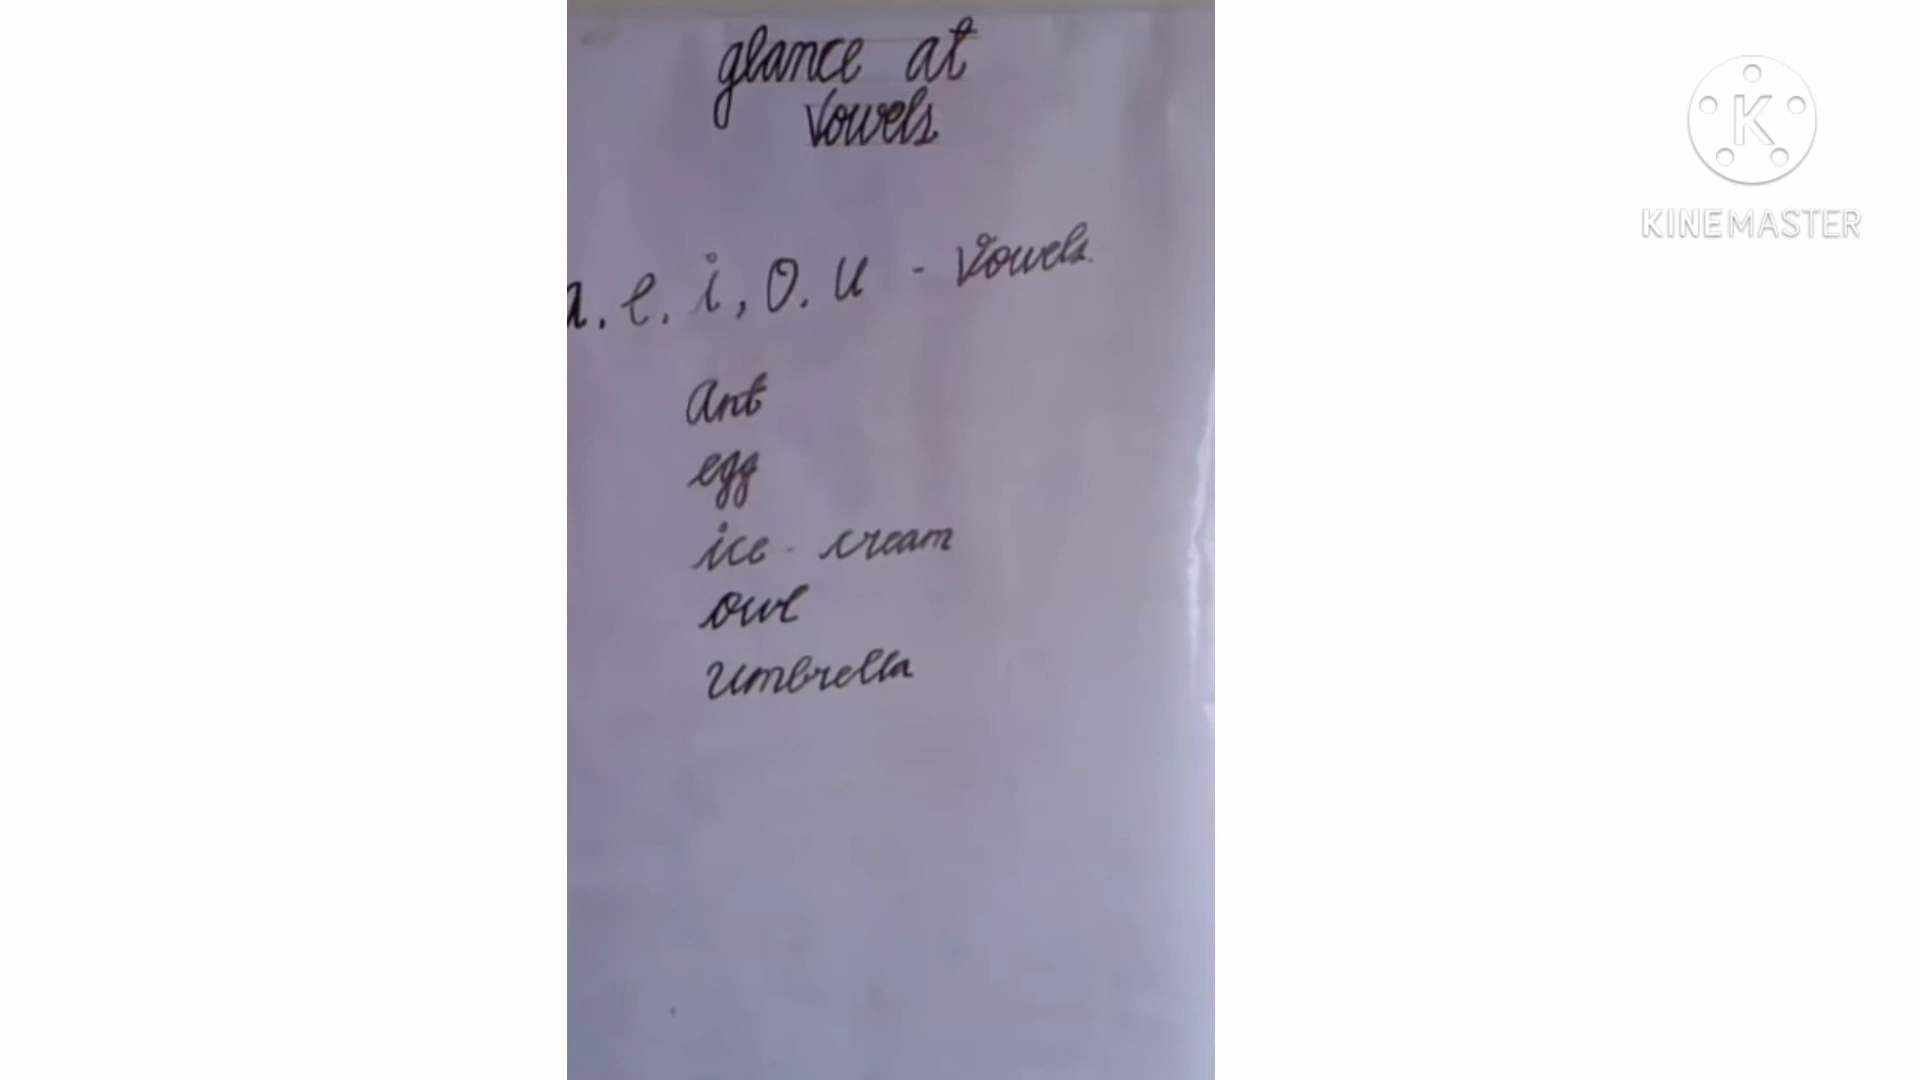 glance at
Vowels
a. e. i, o. u - Vowels.
Ant
egg
ice - cream
owl
Umbrella
KINEMASTER